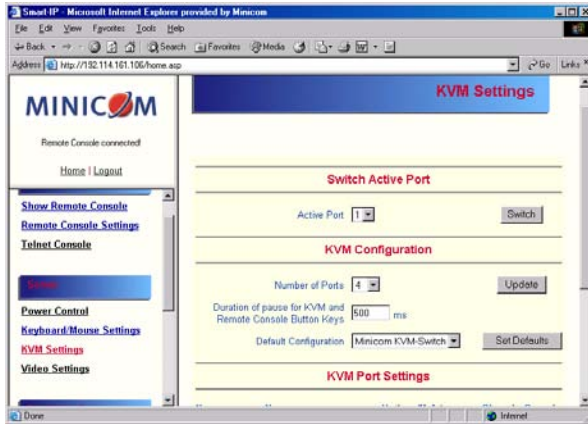 Smart-IP - Microsoft Internet Explorer provided by Minicom
File Edit View Favorites Tools Help
Back Search Favorites Media
Address http://192.114.161.106/home.asp Go Links
MINICOM
Remote Console connected!
Home | Logout
Show Remote Console
Remote Console Settings
Telnet Console
Power Control
Keyboard/Mouse Settings
KVM Settings
Video Settings
KVM Settings
Switch Active Port
Active Port 1 Switch
KVM Configuration
Number of Ports 4 Update
Duration of pause for KVM and
Remote Console Button Keys 500 ms
Default Configuration Minicom KVM-Switch Set Defaults
KVM Port Settings
Done Internet